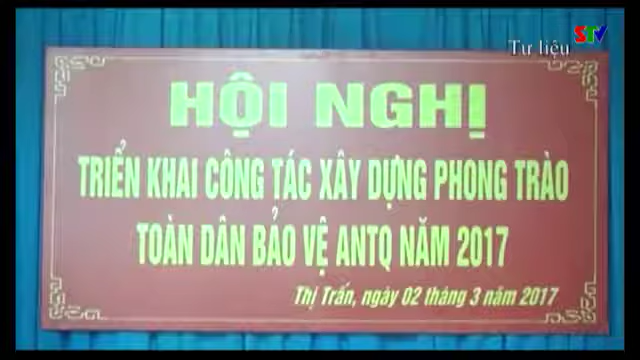 STV
Tư liệu
HỘI NGHỊ
TRIỂN KHAI CÔNG TÁC XÂY DỰNG PHONG TRÀO
TOÀN DÂN BẢO VỆ ANTQ NĂM 2017
Thị Trấn, ngày 02 tháng 3 năm 2017